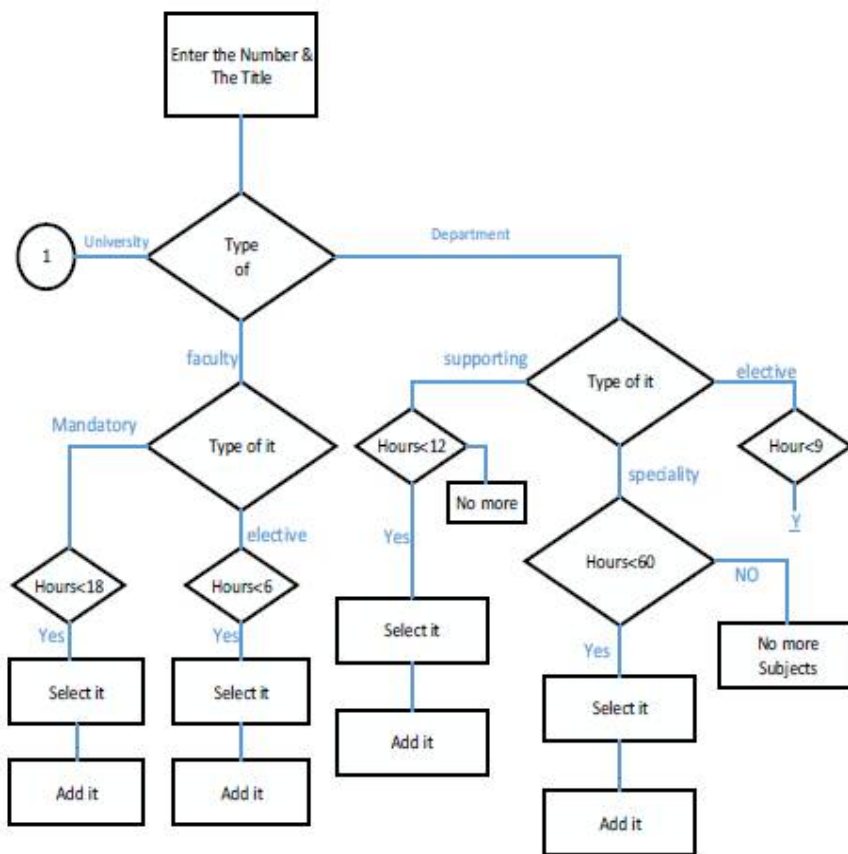 Enter the Number &
The Title
1
University
Type
of
Department
faculty
supporting
Type of it
elective
Mandatory
Type of it
Hours<12
Hour<9
No more
speciality
Y
elective
Yes
Hours<60
NO
Hours<18
Hours<6
Select it
No more
Subjects
Yes
Yes
Yes
Select it
Select it
Select it
Add it
Add it
Add it
Add it